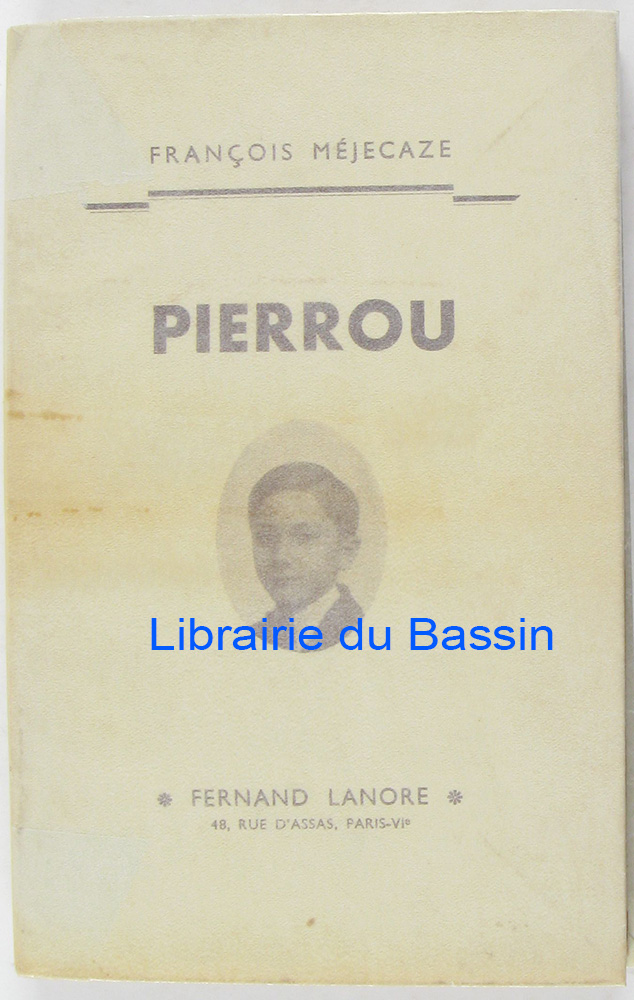 FRANÇOIS MÉJECAZE
PIERROU
Librairie du Bassin
* FERNAND LANORE *
48, RUE D'ASSAS, PARIS-VIe